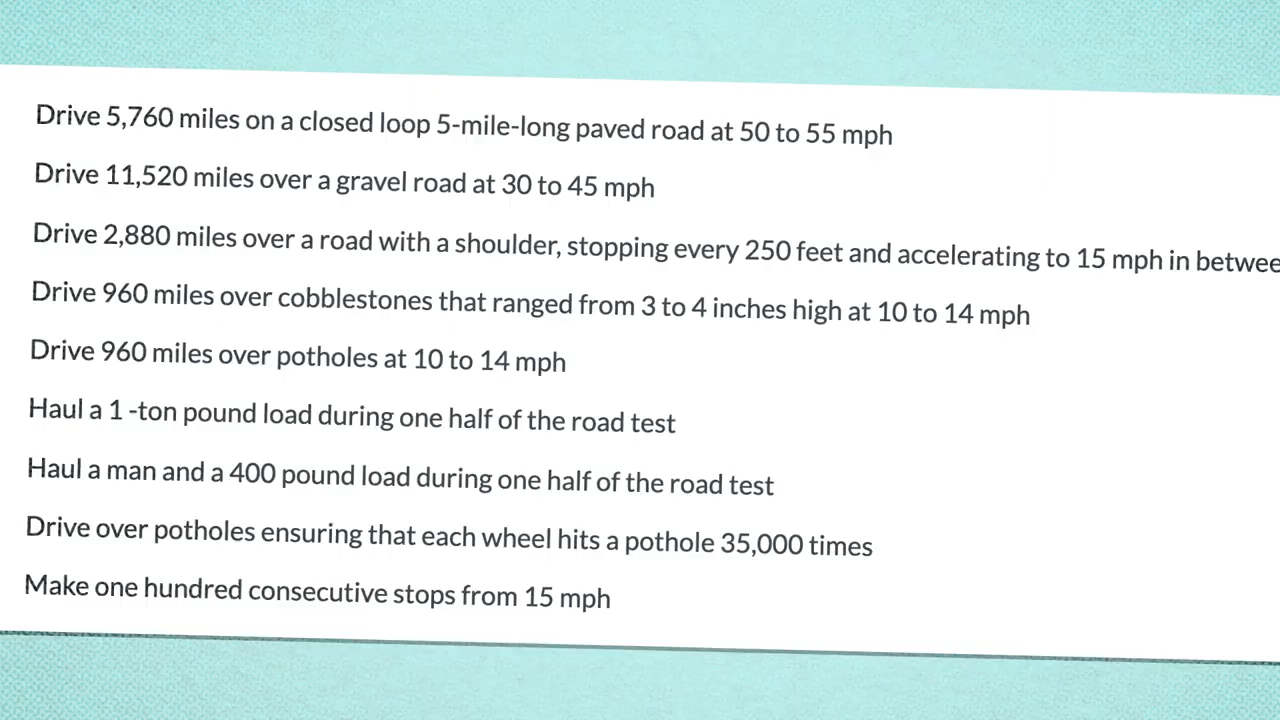 Drive 5,760 miles on a closed loop 5-mile-long paved road at 50 to 55 mph
Drive 11,520 miles over a gravel road at 30 to 45 mph
Drive 2,880 miles over a road with a shoulder, stopping every 250 feet and accelerating to 15 mph in betwee
Drive 960 miles over cobblestones that ranged from 3 to 4 inches high at 10 to 14 mph
Drive 960 miles over potholes at 10 to 14 mph
Haul a 1 -ton pound load during one half of the road test
Haul a man and a 400 pound load during one half of the road test
Drive over potholes ensuring that each wheel hits a pothole 35,000 times
Make one hundred consecutive stops from 15 mph